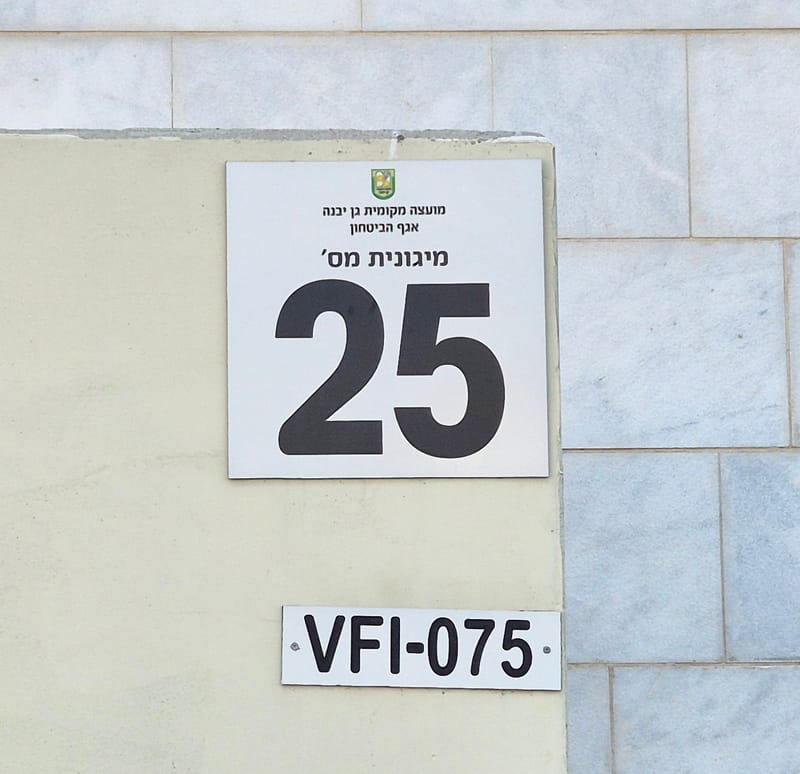 מועצה מקומית גן יבנה
אגף הביטחון
מיגונית מס'
25
VFI-075